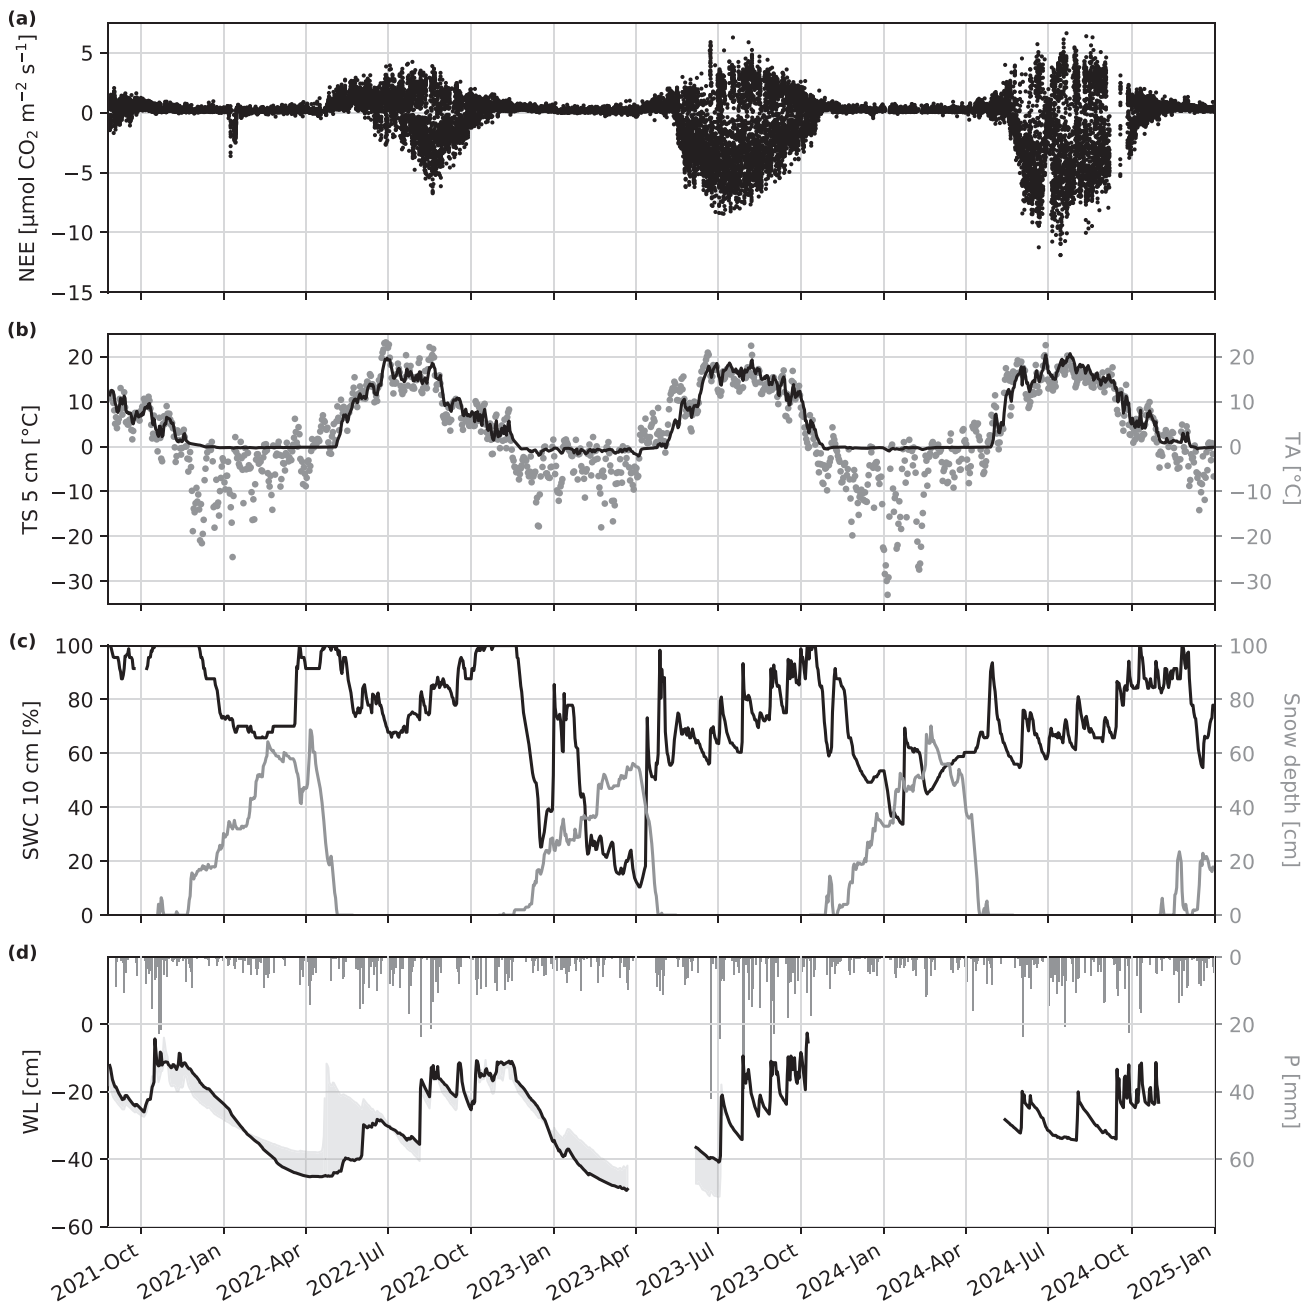 (a)
NEE [µmol CO₂ m⁻² s⁻¹]
5
0
−5
−10
−15
(b)
TS 5 cm [°C]
20
10
0
−10
−20
−30
20
10
0
−10
−20
−30
TA [°C]
(c)
SWC 10 cm [%]
100
80
60
40
20
0
100
80
60
40
20
0
Snow depth [cm]
(d)
WL [cm]
0
−20
−40
−60
0
20
40
60
P [mm]
2021-Oct
2022-Jan
2022-Apr
2022-Jul
2022-Oct
2023-Jan
2023-Apr
2023-Jul
2023-Oct
2024-Jan
2024-Apr
2024-Jul
2024-Oct
2025-Jan